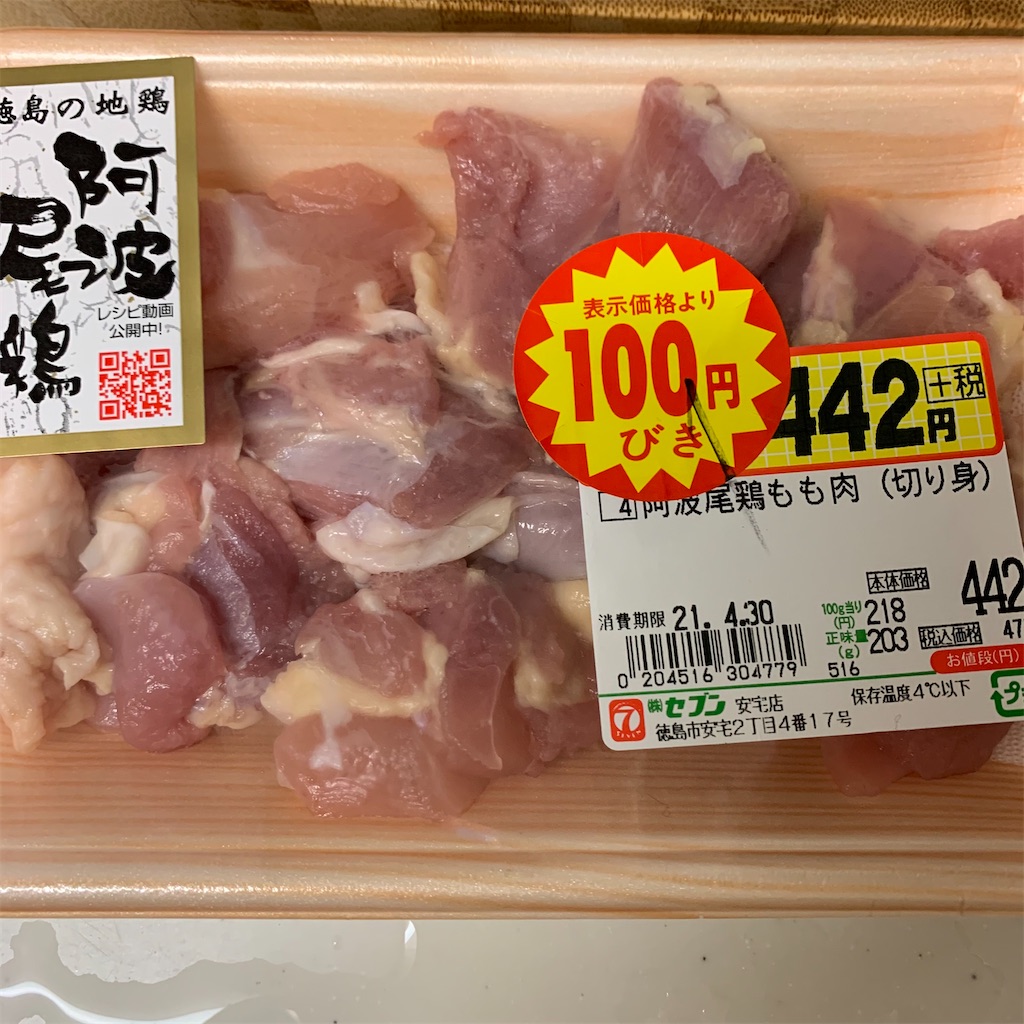 徳島の地鶏
阿波
尾鶏
レシピ動画
公開中!
表示価格より
100円
びき
442円
+税
4 阿波尾鶏もも肉 (切り身)
本体価格 442
消費期限 21. 4.30
100g当り(円) 218
正味量(g) 203
税込価格 47
お値段(円)
0 204516 304779
516
㈱セブン 安宅店
保存温度4℃以下
徳島市安宅2丁目4番17号